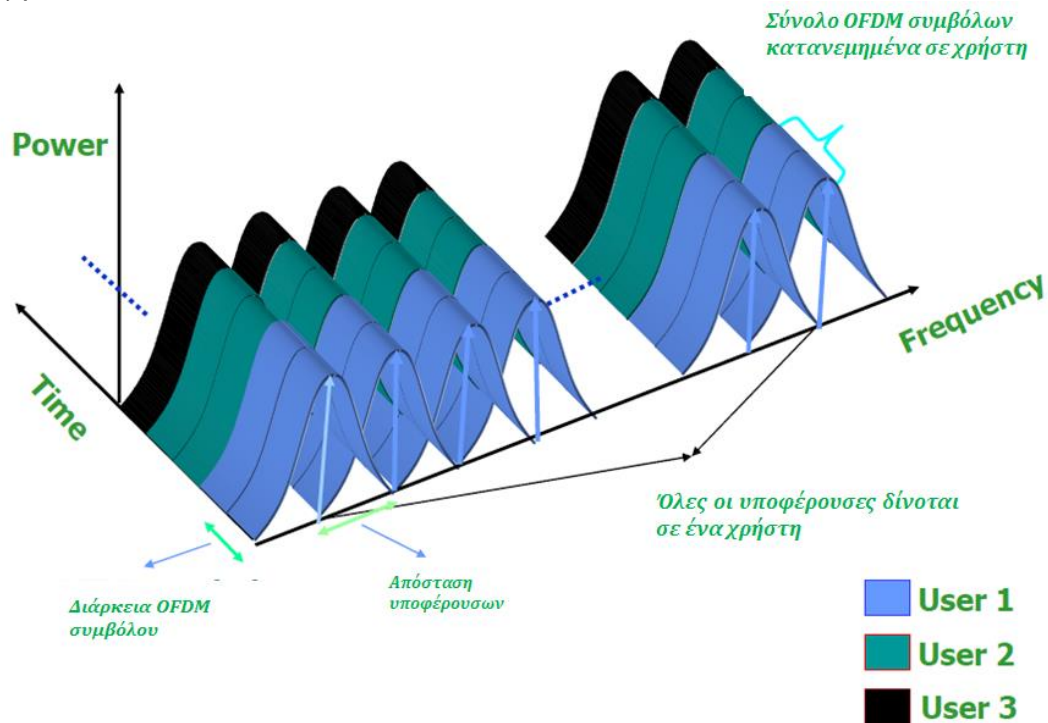 Σύνολο OFDM συμβόλων
κατανεμημένα σε χρήστη
Power
Frequency
Time
Όλες οι υποφέρουσες δίνοται
σε ένα χρήστη
Απόσταση
υποφέρουσων
Διάρκεια OFDM
συμβόλου
User 1
User 2
User 3